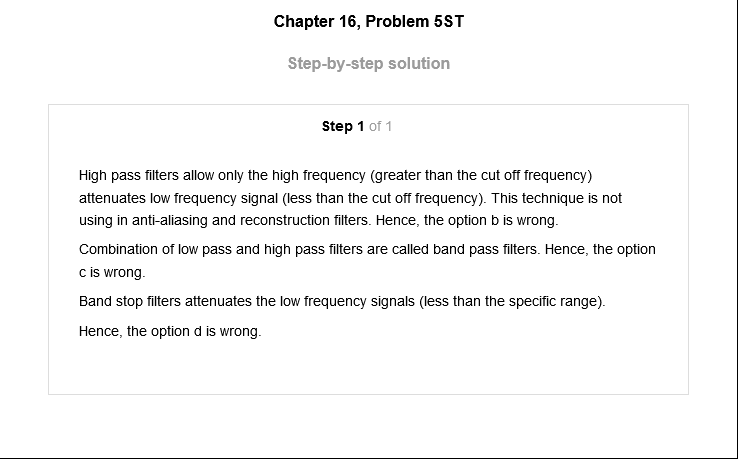 Chapter 16, Problem 5ST
Step-by-step solution
Step 1 of 1
High pass filters allow only the high frequency (greater than the cut off frequency)
attenuates low frequency signal (less than the cut off frequency). This technique is not
using in anti-aliasing and reconstruction filters. Hence, the option b is wrong.
Combination of low pass and high pass filters are called band pass filters. Hence, the option
c is wrong.
Band stop filters attenuates the low frequency signals (less than the specific range).
Hence, the option d is wrong.